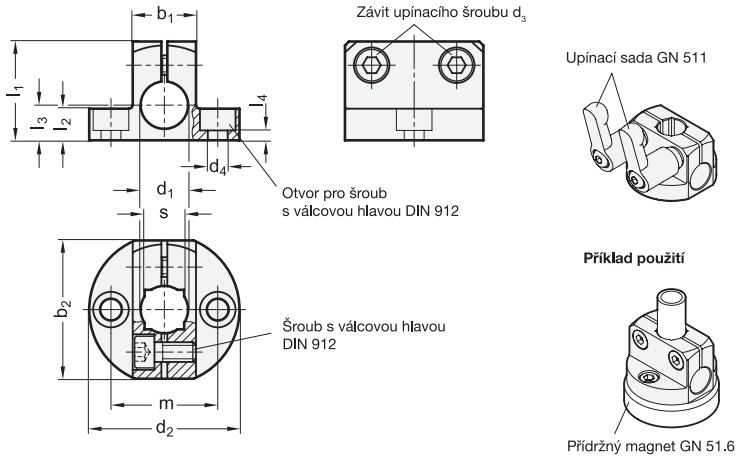 b₁
Závit upínacího šroubu d₃
Upínací sada GN 511
l₁
l₃
l₂
l₄
d₄
d₁
s
Otvor pro šroub
s válcovou hlavou DIN 912
Příklad použití
b₂
Šroub s válcovou hlavou
DIN 912
m
d₂
Přídržný magnet GN 51.6